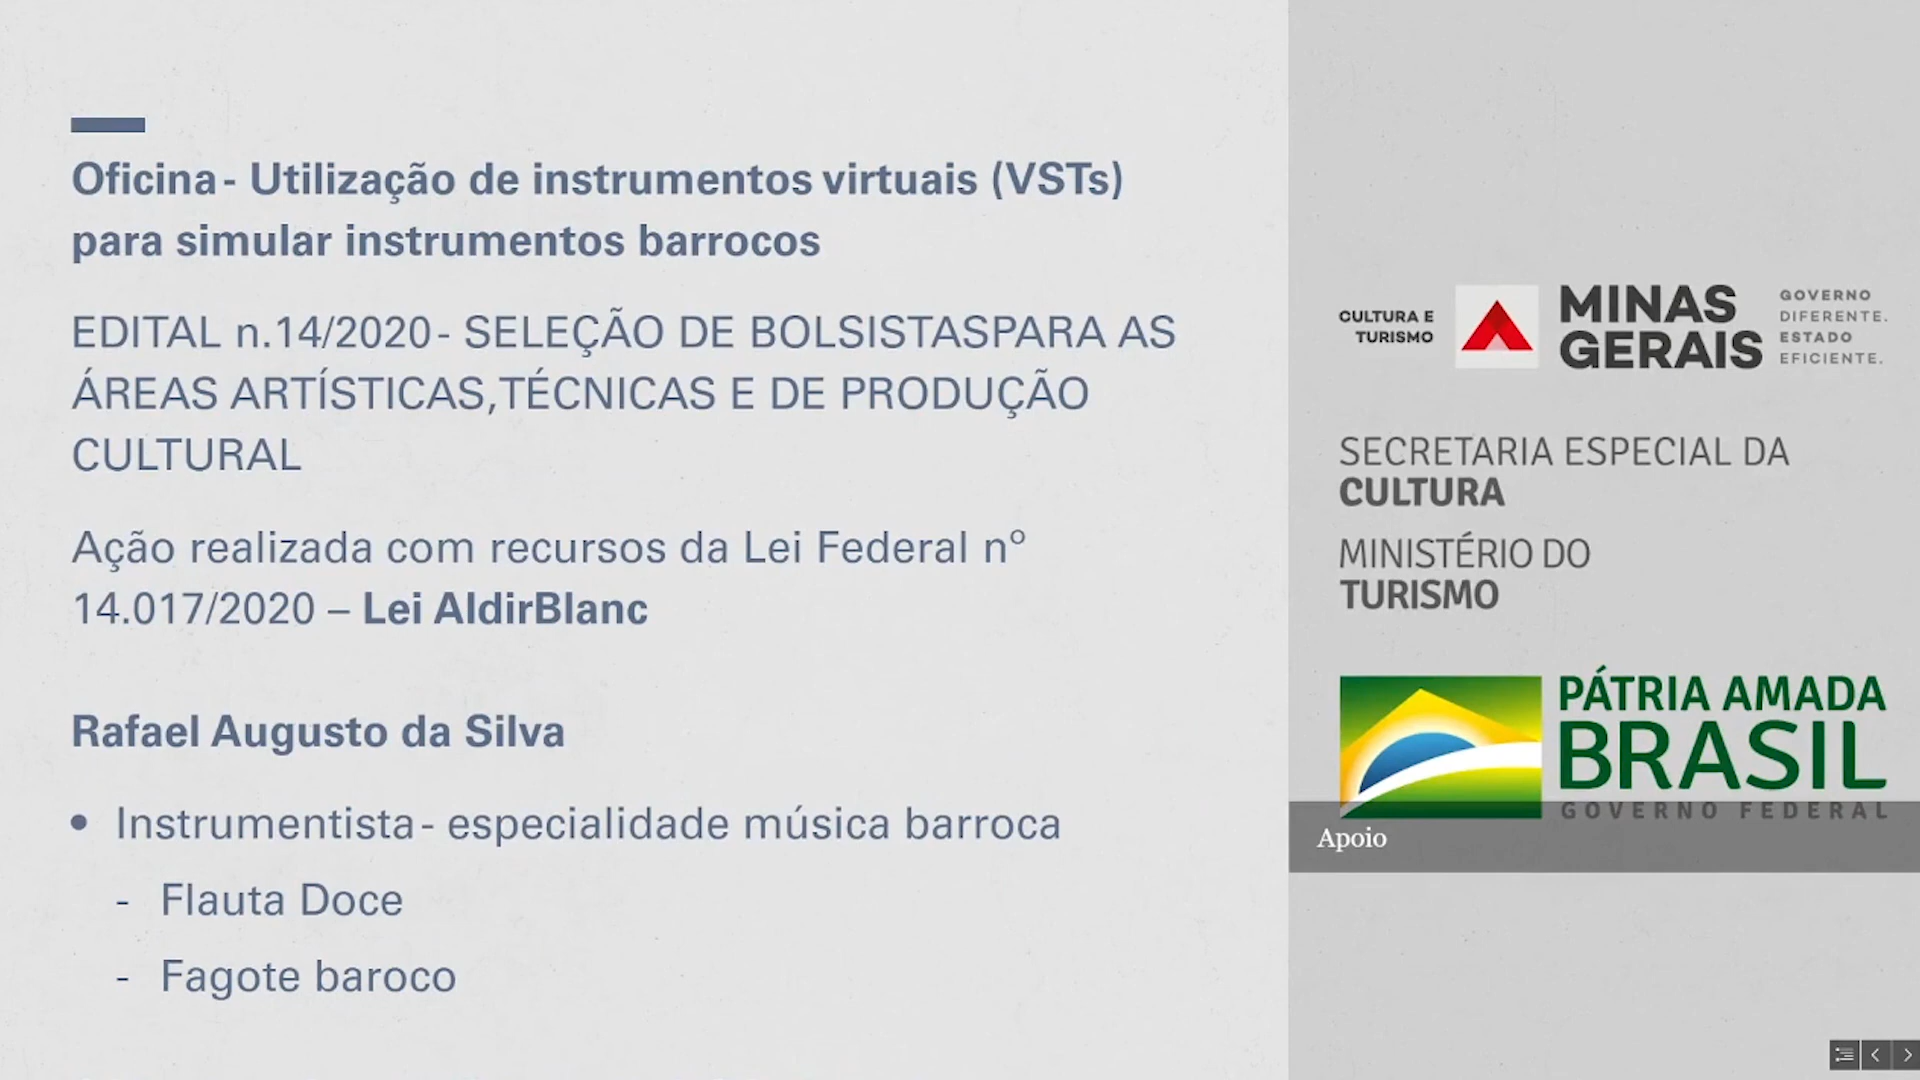 Oficina - Utilização de instrumentos virtuais (VSTs)
para simular instrumentos barrocos
EDITAL n.14/2020 - SELEÇÃO DE BOLSISTASPARA AS
ÁREAS ARTÍSTICAS,TÉCNICAS E DE PRODUÇÃO
CULTURAL
Ação realizada com recursos da Lei Federal nº
14.017/2020 – Lei AldirBlanc
Rafael Augusto da Silva
• Instrumentista - especialidade música barroca
- Flauta Doce
- Fagote baroco
CULTURA E
TURISMO
MINAS
GERAIS
GOVERNO
DIFERENTE.
ESTADO
EFICIENTE.
SECRETARIA ESPECIAL DA
CULTURA
MINISTÉRIO DO
TURISMO
PÁTRIA AMADA
BRASIL
GOVERNO FEDERAL
Apoio